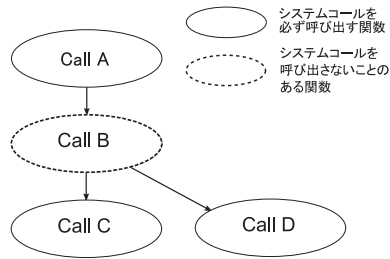 システムコールを
必ず呼び出す関数
システムコールを
呼び出さないことの
ある関数
Call A
Call B
Call C
Call D